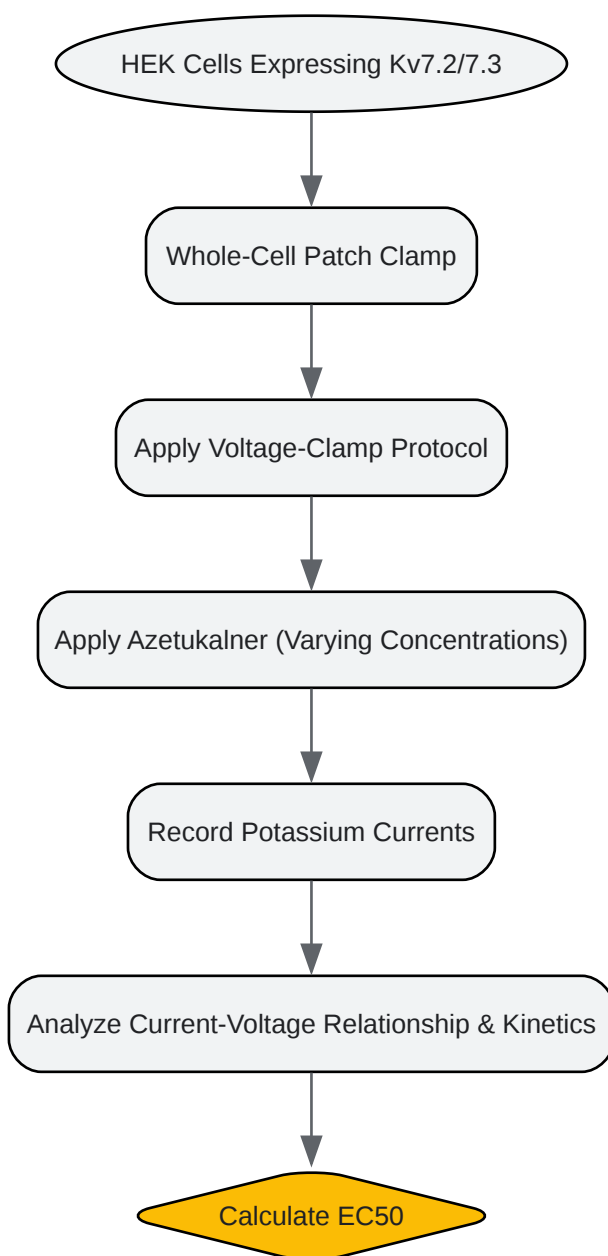 HEK Cells Expressing Kv7.2/7.3
Whole-Cell Patch Clamp
Apply Voltage-Clamp Protocol
Apply Azetukalner (Varying Concentrations)
Record Potassium Currents
Analyze Current-Voltage Relationship & Kinetics
Calculate EC50